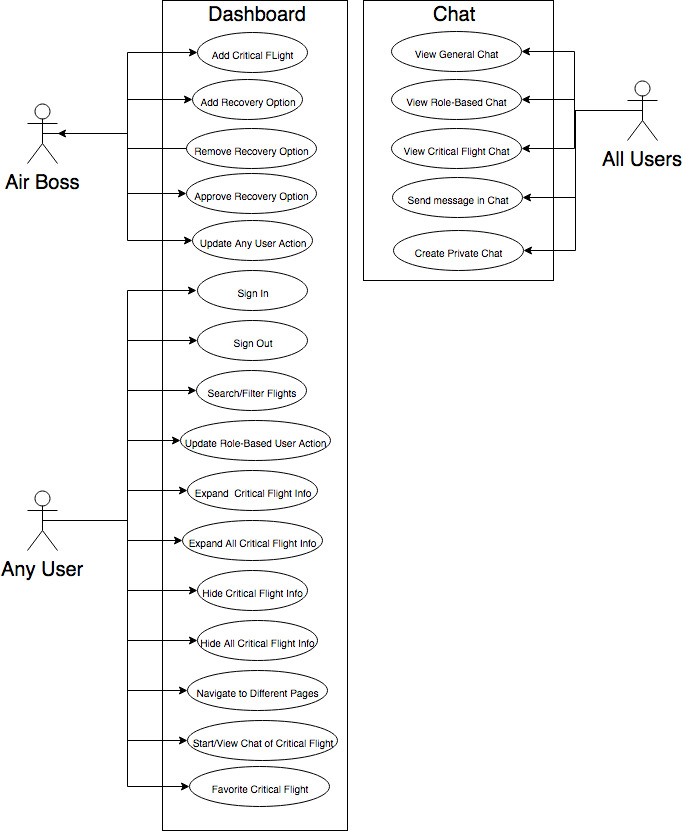 Dashboard
Add Critical FLight
Add Recovery Option
Remove Recovery Option
Approve Recovery Option
Update Any User Action
Sign In
Sign Out
Search/Filter Flights
Update Role-Based User Action
Expand Critical Flight Info
Expand All Critical Flight Info
Hide Critical Flight Info
Hide All Critical Flight Info
Navigate to Different Pages
Start/View Chat of Critical Flight
Favorite Critical Flight
Air Boss
Any User
Chat
View General Chat
View Role-Based Chat
View Critical Flight Chat
Send message in Chat
Create Private Chat
All Users